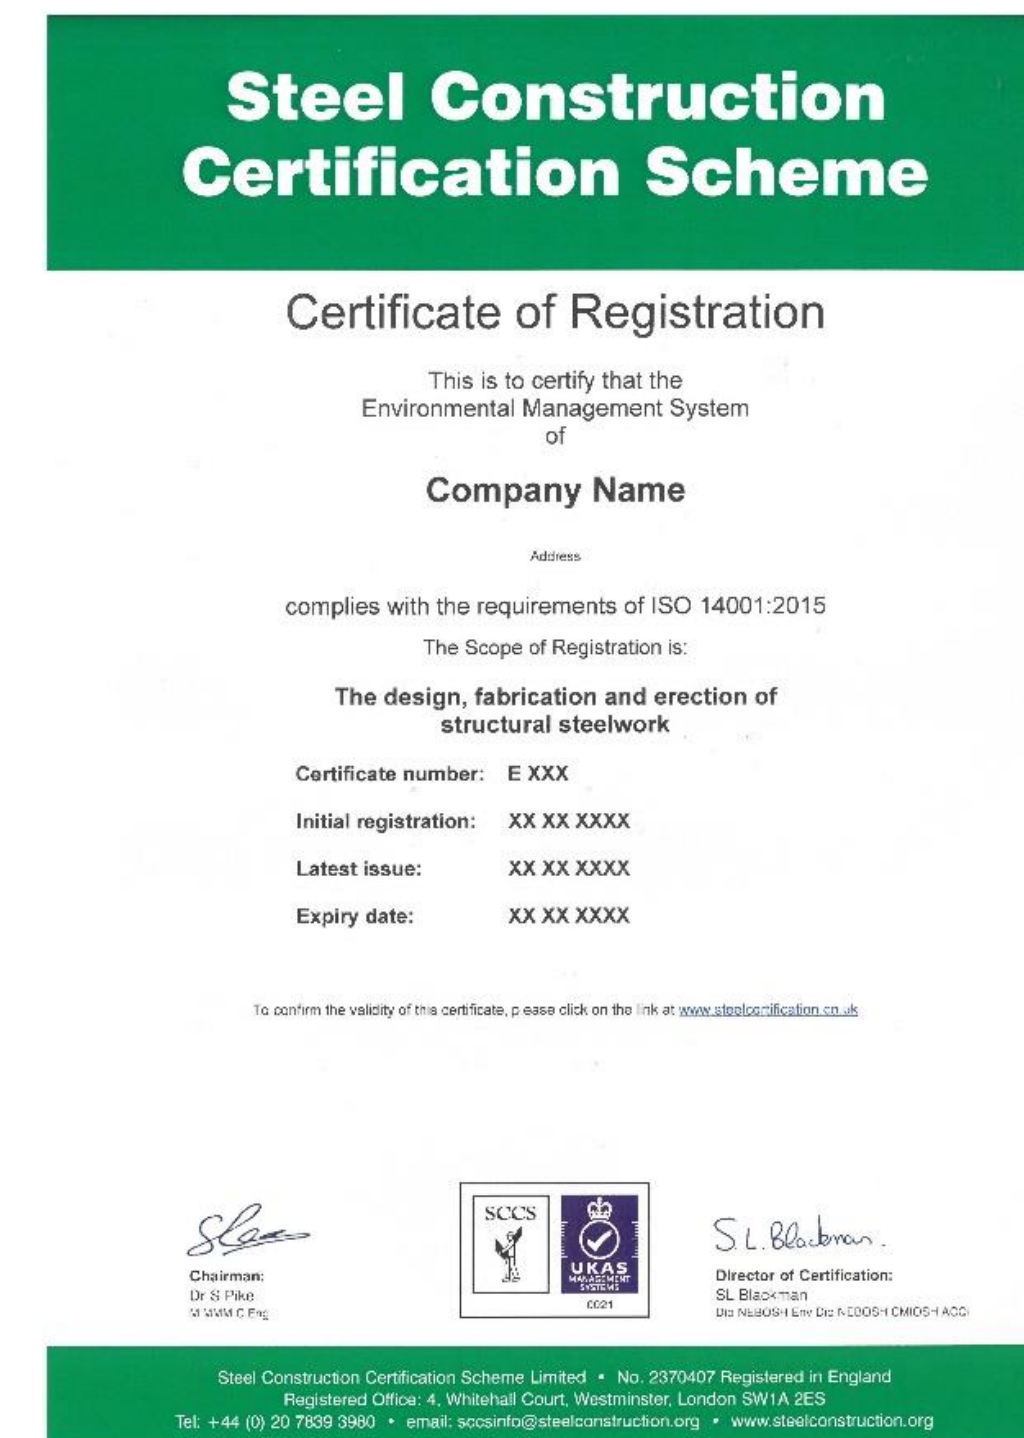 Steel Construction
Certification Scheme
Certificate of Registration
This is to certify that the
Environmental Management System
of
Company Name
Address
complies with the requirements of ISO 14001:2015
The Scope of Registration is:
The design, fabrication and erection of
structural steelwork
Certificate number: E XXX
Initial registration: XX XX XXXX
Latest issue: XX XX XXXX
Expiry date: XX XX XXXX
To confirm the validity of this certificate, please click on the link at www.steelcertification.co.uk
SCCS
UKAS
MANAGEMENT
SYSTEMS
0021
S.L. Blackman.
Chairman:
Dr S Pike
Director of Certification:
SL Blackman
Dip NEBOSH Env Dip NEBOSH CMIOSH
Steel Construction Certification Scheme Limited • No. 2370407 Registered in England
Registered Office: 4, Whitehall Court, Westminster, London SW1A 2ES
Tel: +44 (0) 20 7839 3980 • email: sccsinfo@steelconstruction.org • www.steelconstruction.org